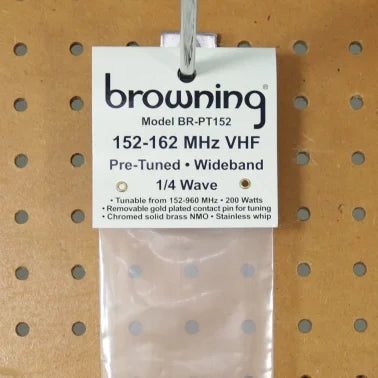 browning®
Model BR-PT152
152-162 MHz VHF
Pre-Tuned • Wideband
1/4 Wave
• Tunable from 152-960 MHz • 200 Watts
• Removable gold plated contact pin for tuning
• Chromed solid brass NMO • Stainless whip